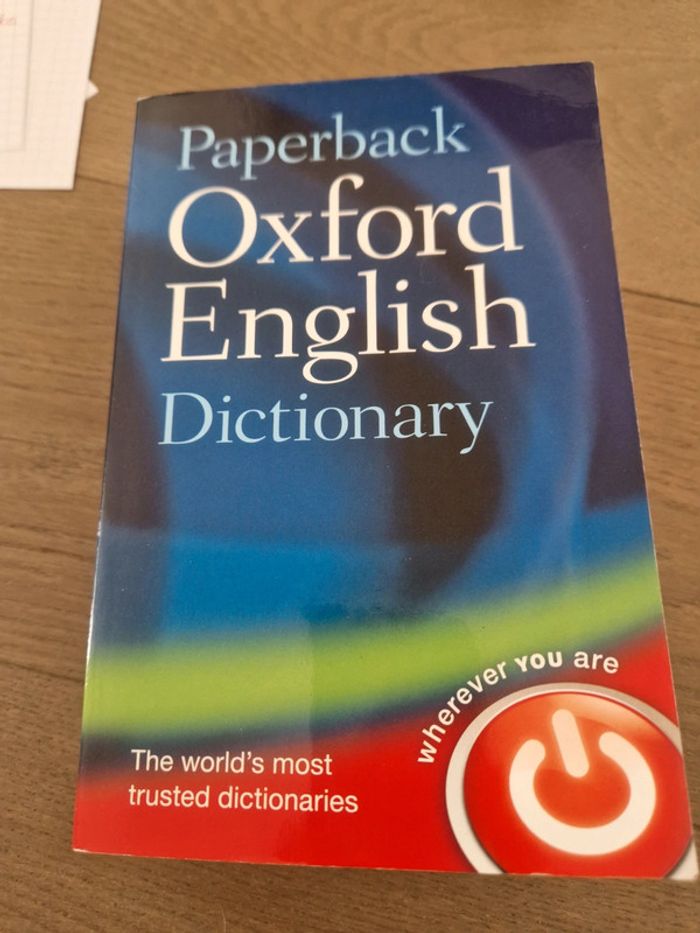 Paperback
Oxford
English
Dictionary
wherever YOU are
The world's most
trusted dictionaries